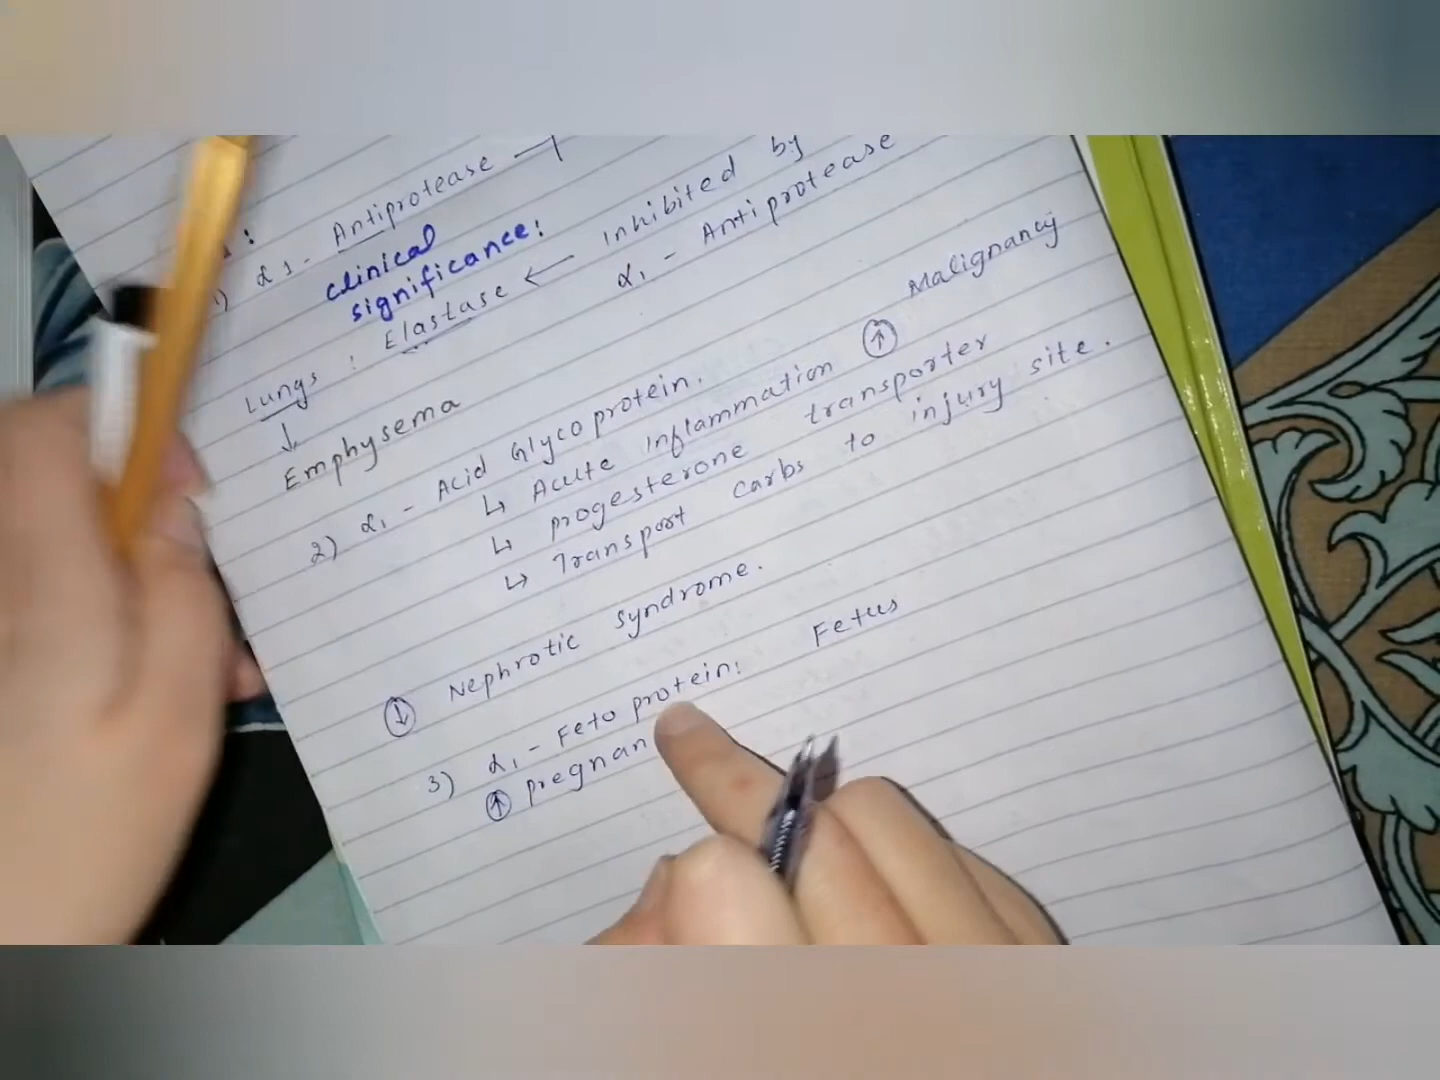 α1 - Antiprotease
clinical
significance:
Lungs : Elastase ← Inhibited by
α1 - Antiprotease
↓
Emphysema
2) α1 - Acid Glycoprotein.
↳ Acute inflammation ↑ Malignancy
↳ progesterone transporter
↳ Transport carbs to injury site.
↓ Nephrotic syndrome.
3) α1 - Feto protein: Fetus
↑ pregnan